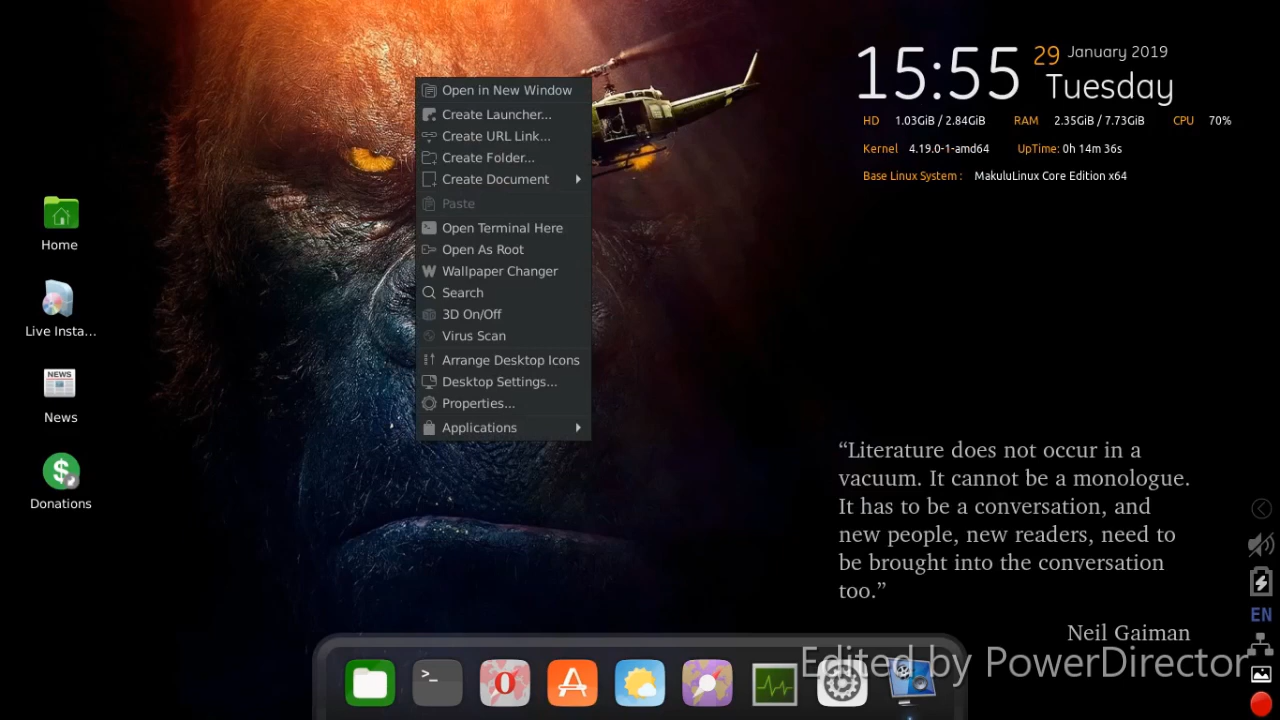 15:55 29 January 2019
Tuesday
HD 1.03GiB / 2.84GiB RAM 2.35GiB / 7.73GiB CPU 70%
Kernel 4.19.0-1-amd64 UpTime: 0h 14m 36s
Base Linux System : MakuluLinux Core Edition x64
Open in New Window
Create Launcher...
Create URL Link...
Create Folder...
Create Document
Paste
Open Terminal Here
Open As Root
Wallpaper Changer
Search
3D On/Off
Virus Scan
Arrange Desktop Icons
Desktop Settings...
Properties...
Applications
Home
Live Insta...
NEWS
News
$
Donations
“Literature does not occur in a
vacuum. It cannot be a monologue.
It has to be a conversation, and
new people, new readers, need to
be brought into the conversation
too.”
Neil Gaiman
EN
>_
Edited by PowerDirector